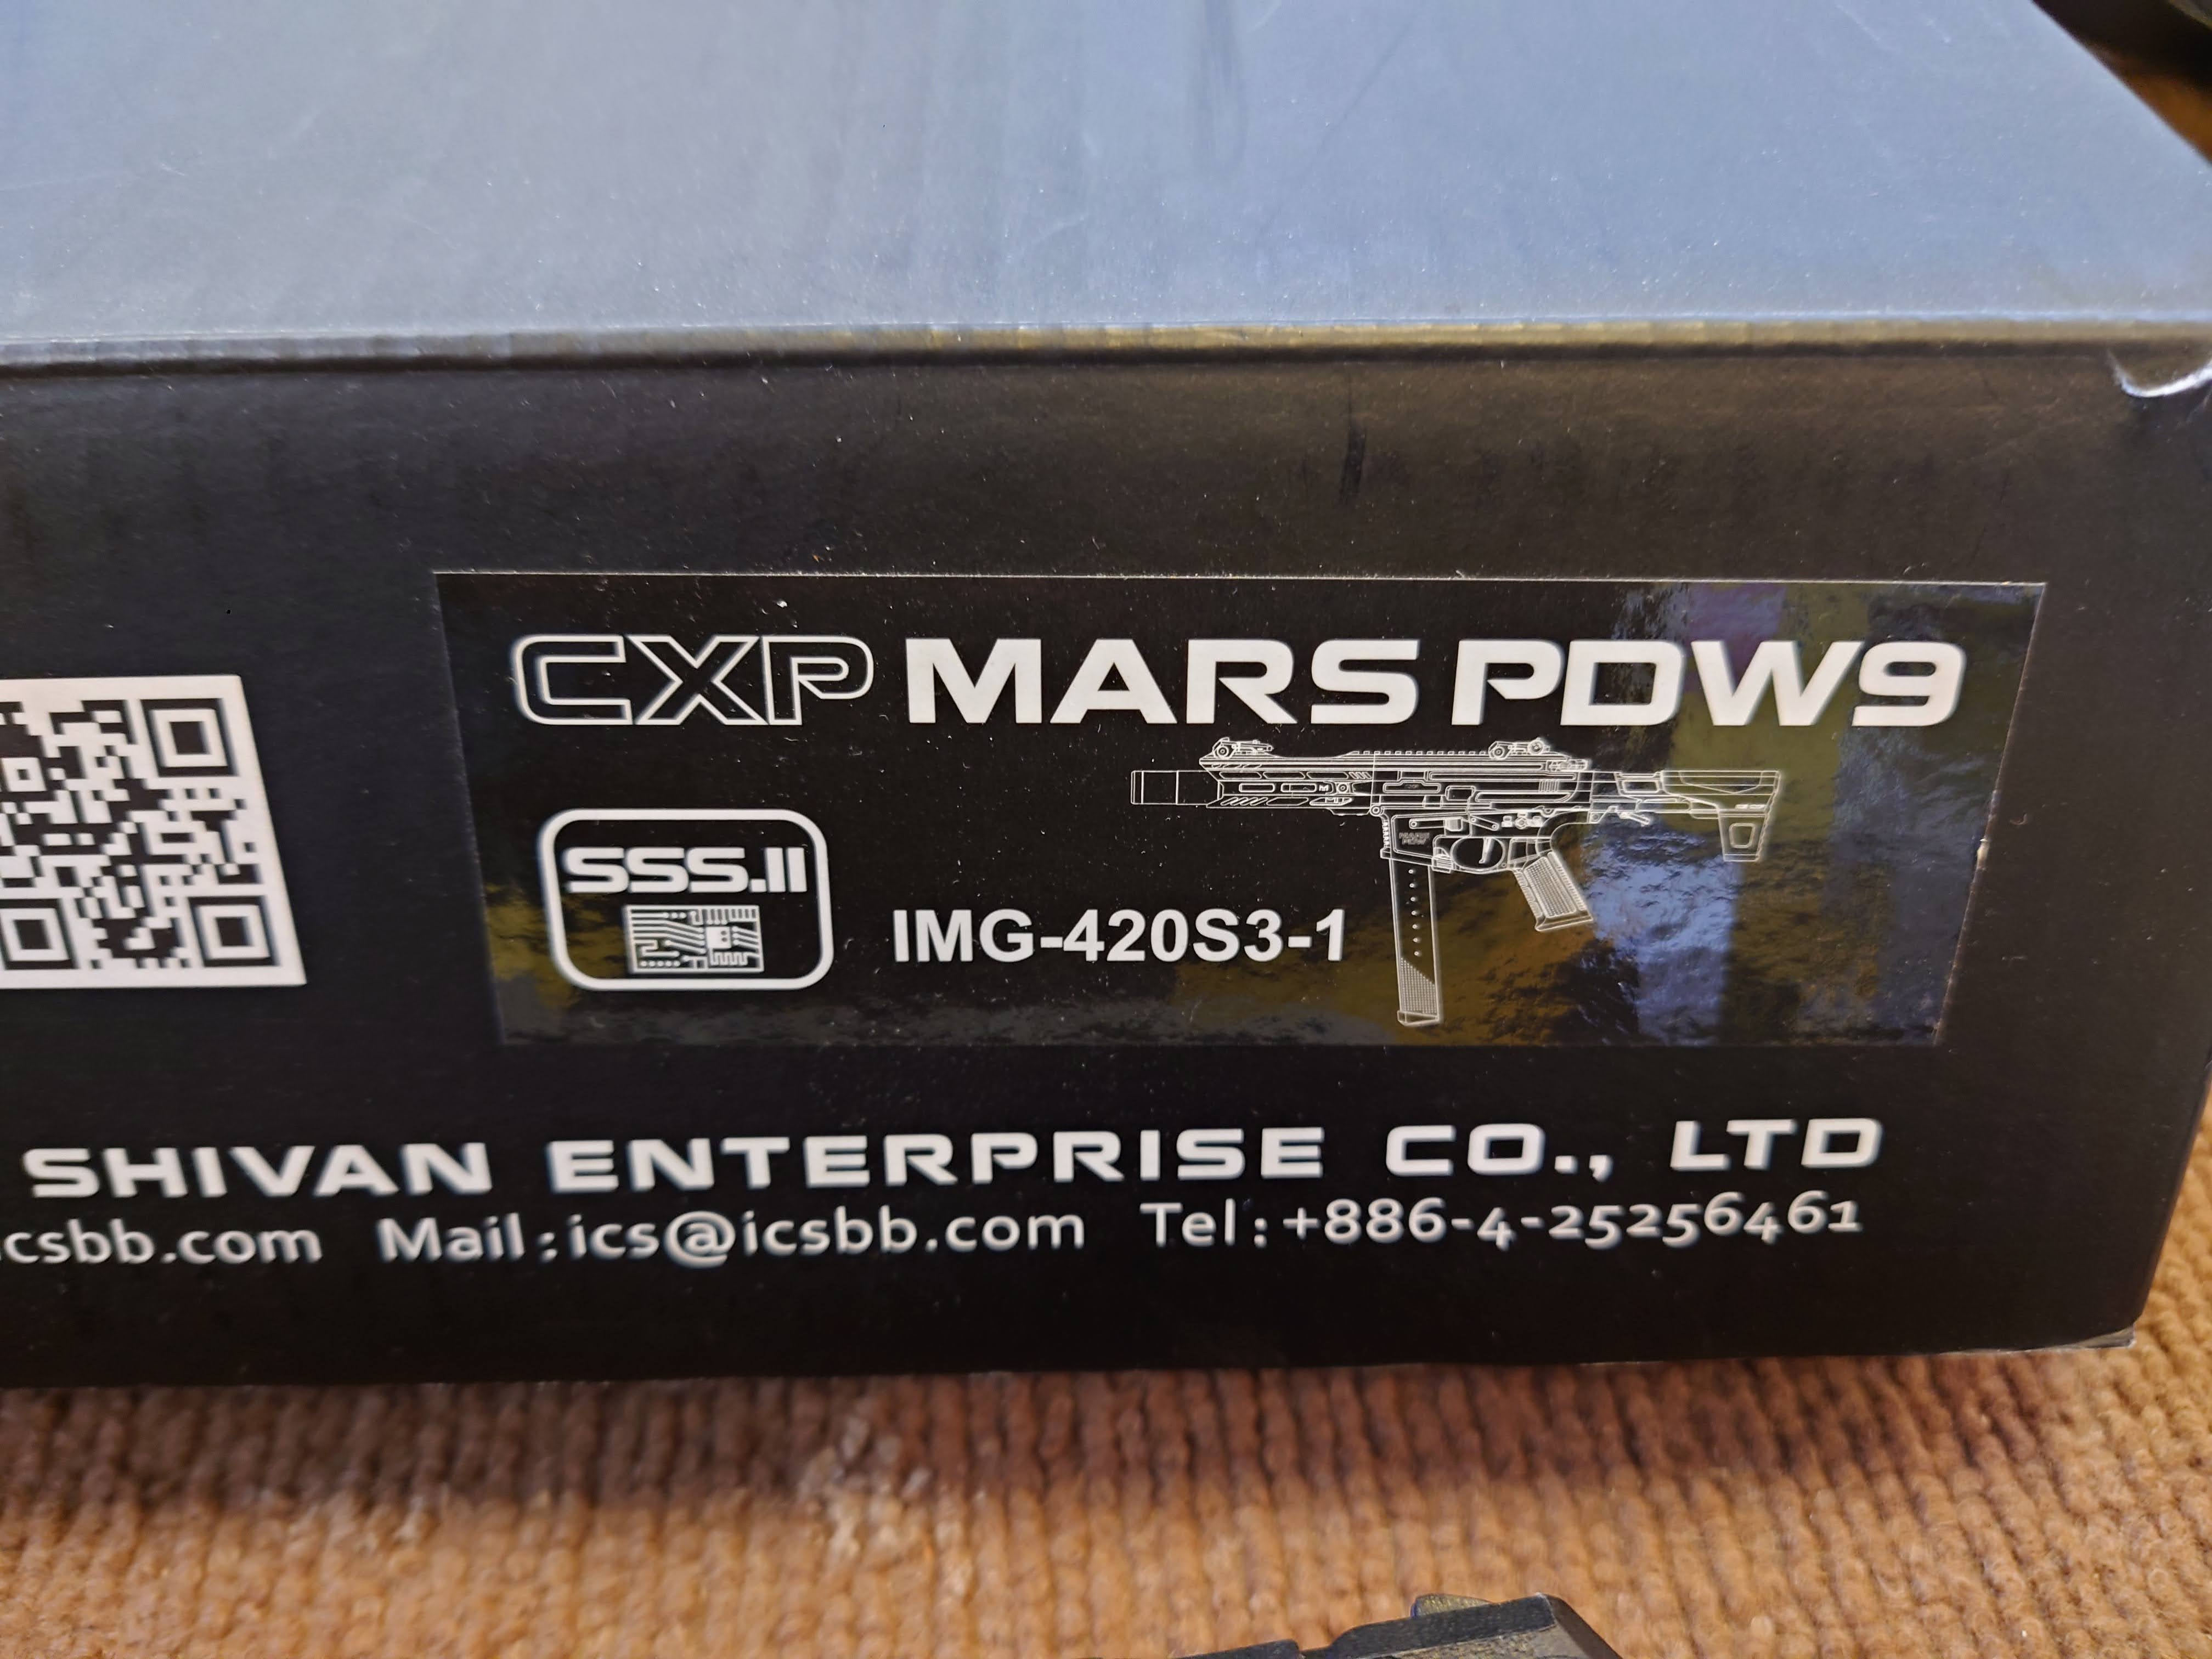 CXP MARS PDW9
SSS.II
IMG-420S3-1
SHIVAN ENTERPRISE CO., LTD
csbb.com Mail:ics@icsbb.com Tel:+886-4-25256461